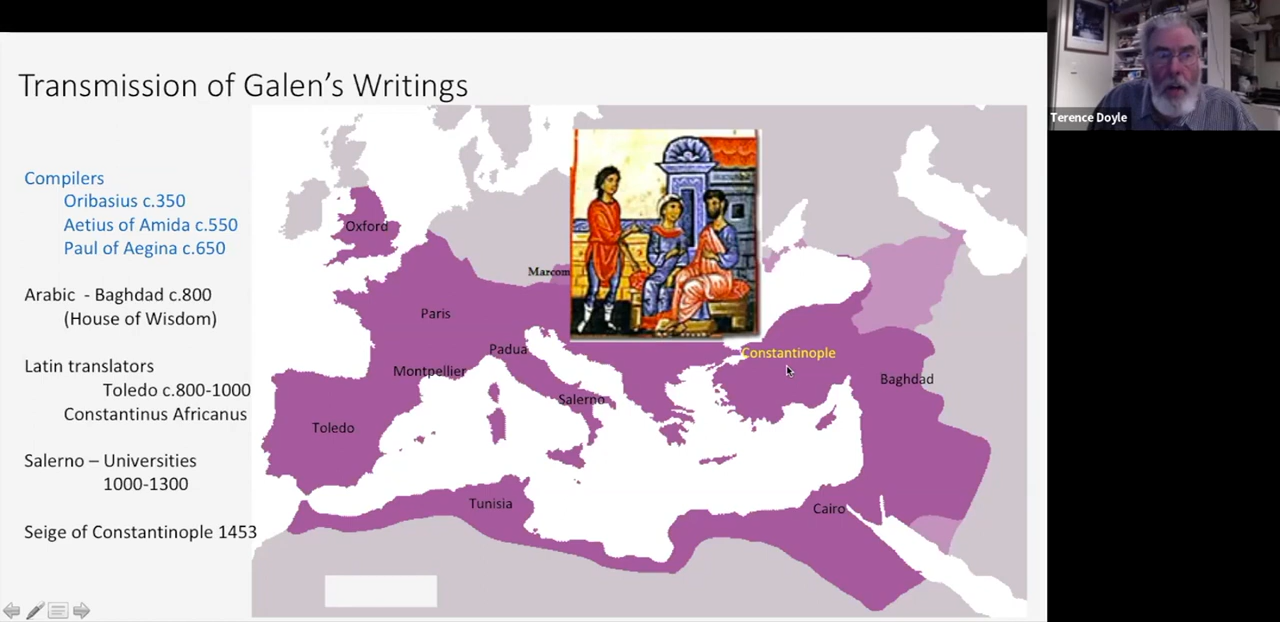 Transmission of Galen's Writings
Compilers
Oribasius c.350
Aetius of Amida c.550
Paul of Aegina c.650
Arabic - Baghdad c.800
(House of Wisdom)
Latin translators
Toledo c.800-1000
Constantinus Africanus
Salerno – Universities
1000-1300
Seige of Constantinople 1453
Oxford
Marcom
Paris
Padua
Constantinople
Montpellier
Baghdad
Salerno
Toledo
Tunisia
Cairo
Terence Doyle